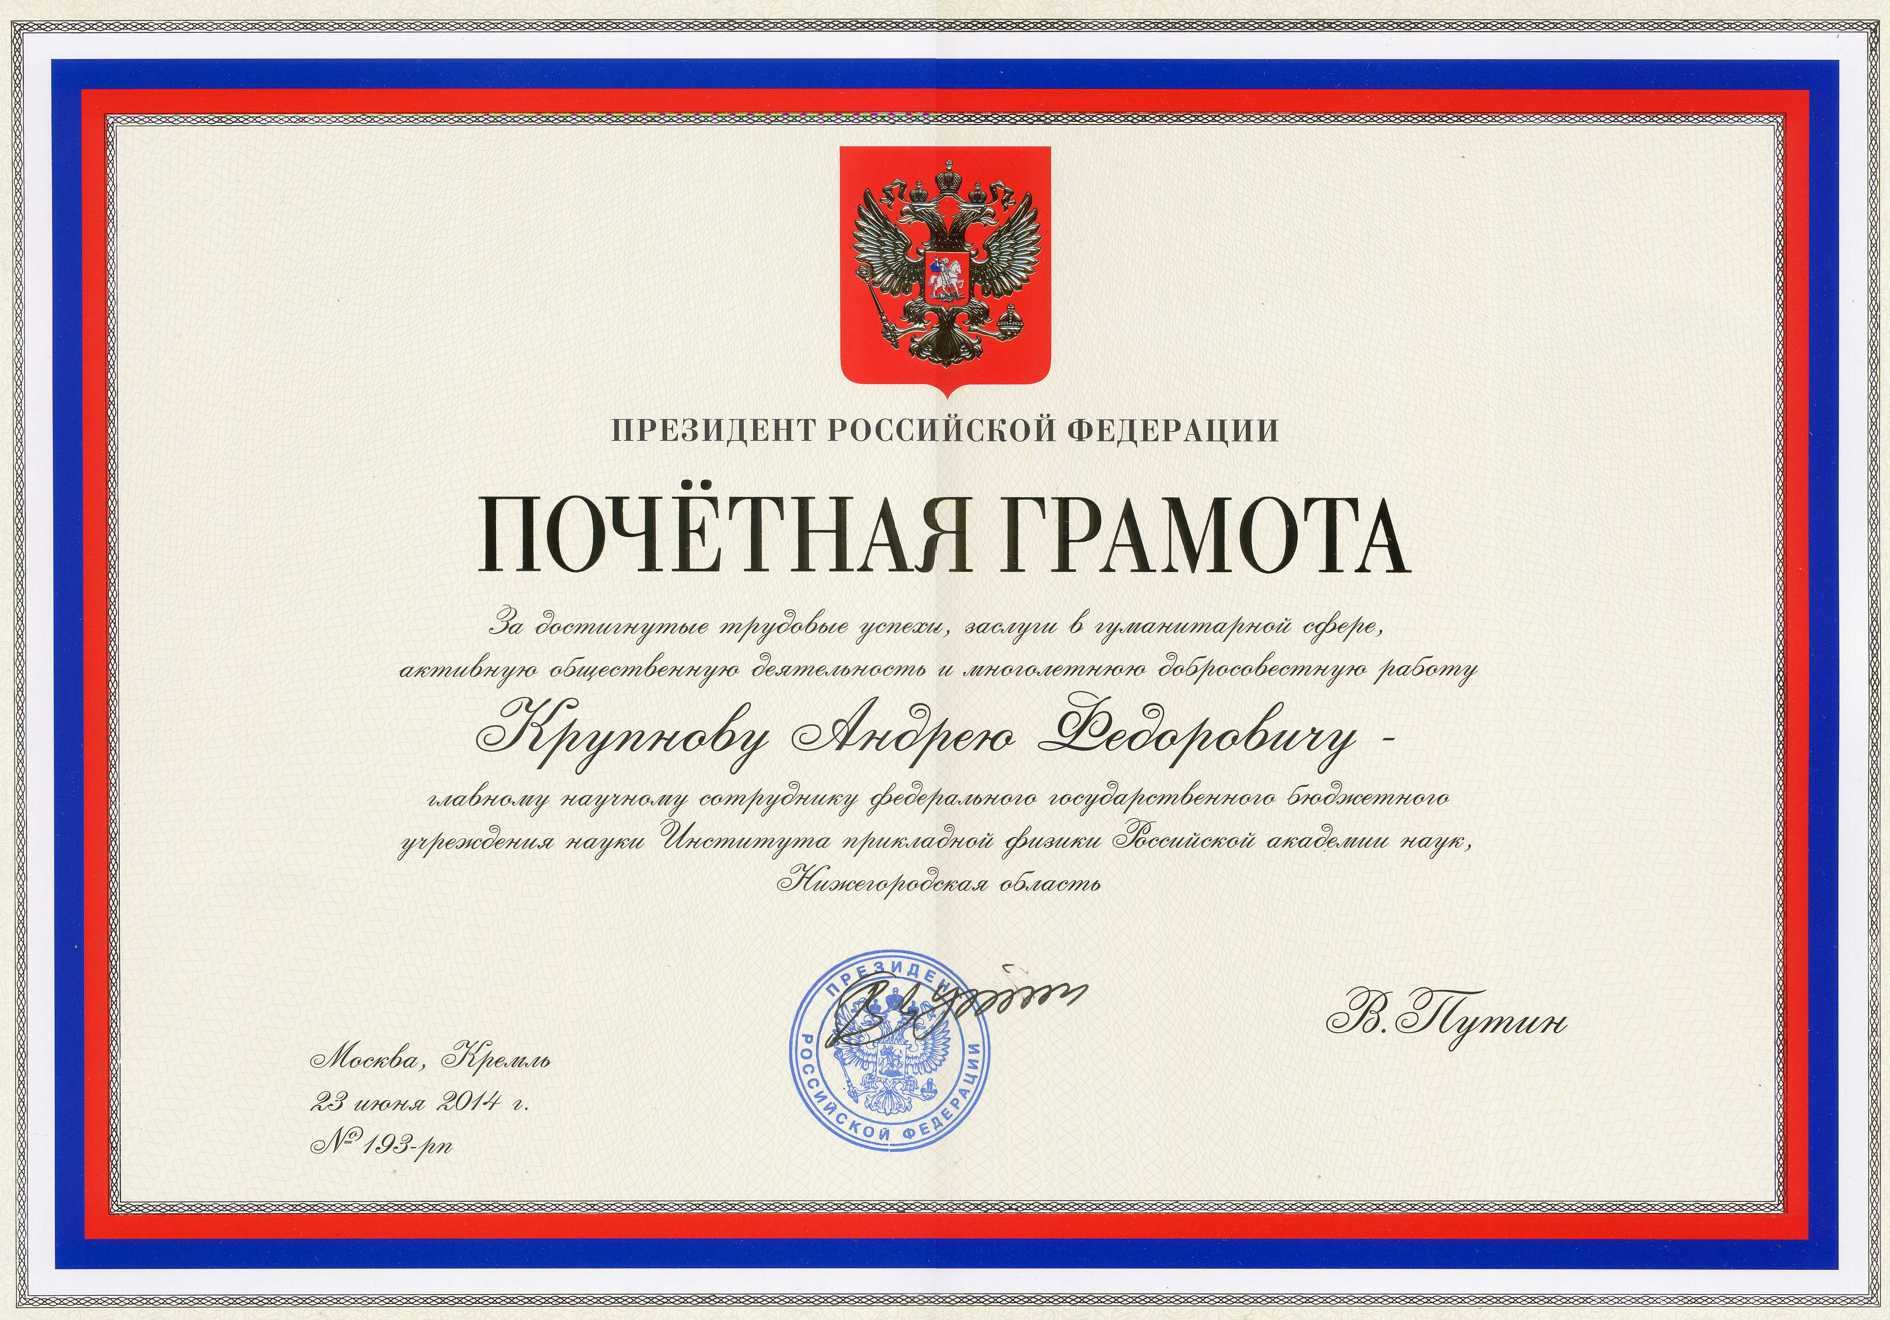 ПРЕЗИДЕНТ РОССИЙСКОЙ ФЕДЕРАЦИИ
ПОЧЁТНАЯ ГРАМОТА
За достигнутые трудовые успехи, заслуги в гуманитарной сфере,
активную общественную деятельность и многолетнюю добросовестную работу
Крупнову Андрею Федоровичу -
главному научному сотруднику федерального государственного бюджетного
учреждения науки Института прикладной физики Российской академии наук,
Нижегородская область
ПРЕЗИДЕНТ
РОССИЙСКОЙ ФЕДЕРАЦИИ
В. Путин
Москва, Кремль
23 июня 2014 г.
№ 193-рп